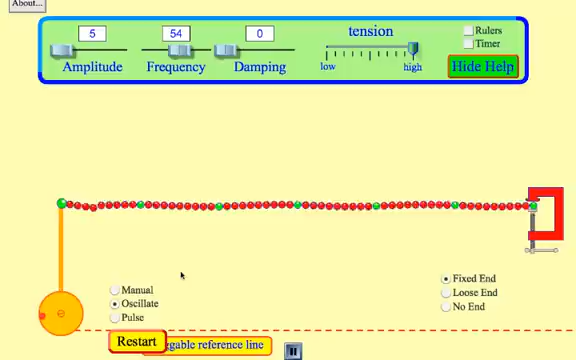 About...
5
54
0
Amplitude
Frequency
Damping
tension
low
high
Rulers
Timer
Hide Help
Manual
Oscillate
Pulse
Fixed End
Loose End
No End
Restart
gable reference line